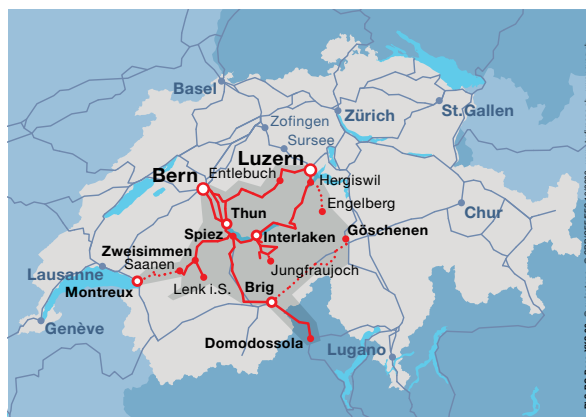 Basel
Zürich
St.Gallen
Zofingen
Sursee
Luzern
Bern
Entlebuch
Hergiswil
Engelberg
Thun
Chur
Spiez
Interlaken
Göschenen
Zweisimmen
Lausanne
Saanen
Jungfraujoch
Montreux
Lenk i.S.
Brig
Genève
Domodossola
Lugano